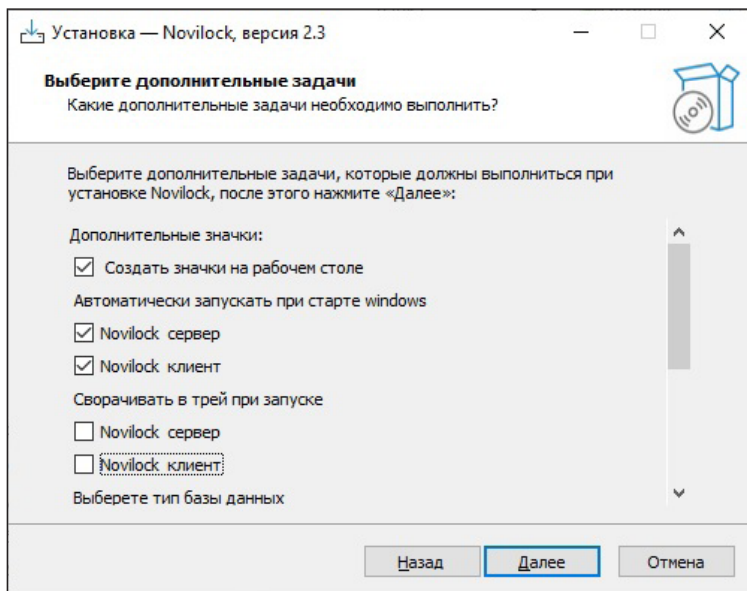 Установка — Novilock, версия 2.3
Выберите дополнительные задачи
Какие дополнительные задачи необходимо выполнить?
Выберите дополнительные задачи, которые должны выполниться при
установке Novilock, после этого нажмите «Далее»:
Дополнительные значки:
Создать значки на рабочем столе
Автоматически запускать при старте windows
Novilock сервер
Novilock клиент
Сворачивать в трей при запуске
Novilock сервер
Novilock клиент
Выберете тип базы данных
Назад Далее Отмена